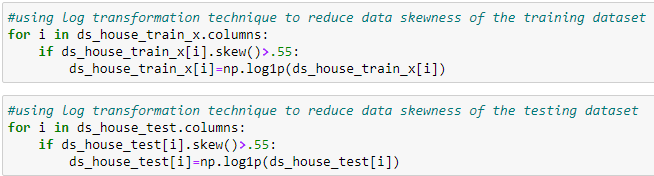 #using log transformation technique to reduce data skewness of the training dataset
for i in ds_house_train_x.columns:
    if ds_house_train_x[i].skew()>.55:
        ds_house_train_x[i]=np.log1p(ds_house_train_x[i])
#using log transformation technique to reduce data skewness of the testing dataset
for i in ds_house_test.columns:
    if ds_house_test[i].skew()>.55:
        ds_house_test[i]=np.log1p(ds_house_test[i])